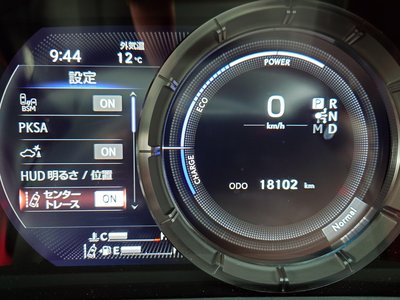 9:44
外気温
12℃
設定
BSM ON
PKSA
ON
HUD 明るさ / 位置
センター
トレース ON
C
E F
POWER
ECO
CHARGE
0
km/h
P R
N
M D
ODO 18102 km
Normal